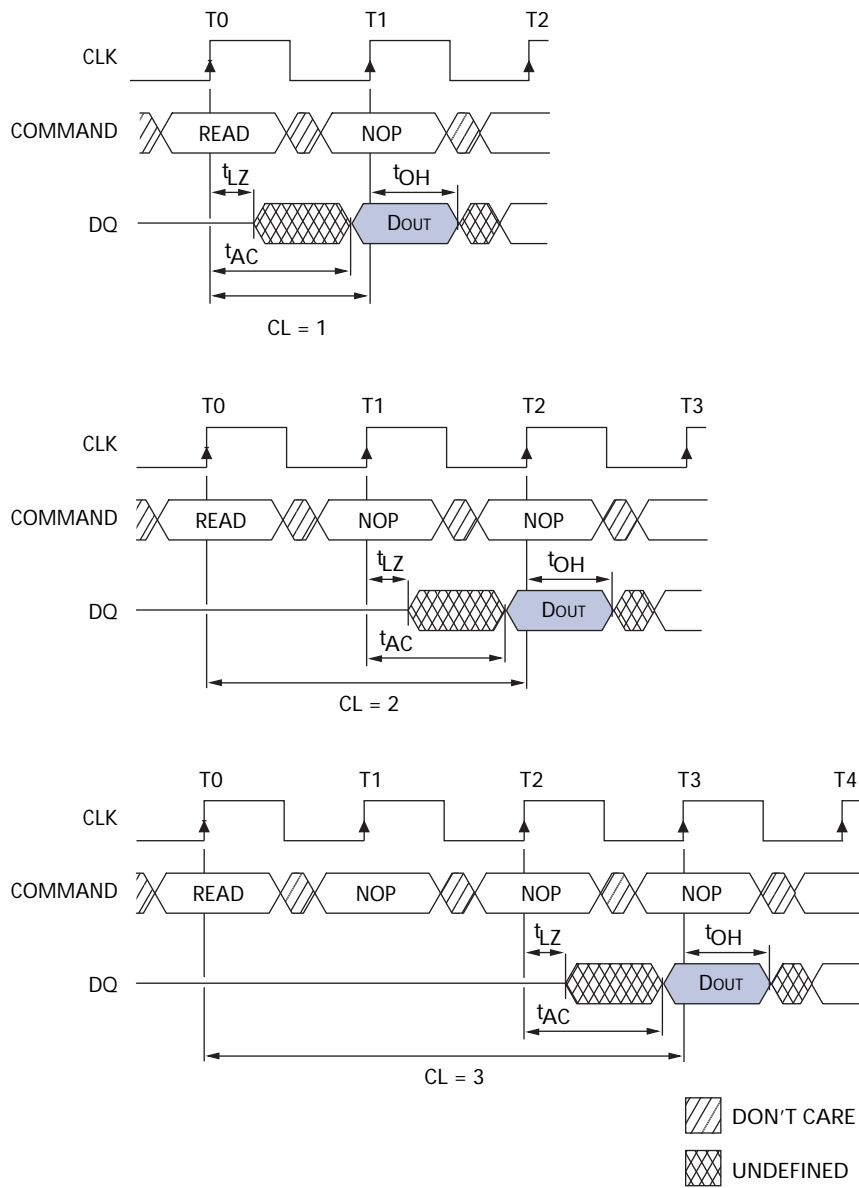 T0 T1 T2
CLK
COMMAND READ NOP
tLZ tOH
DQ DOUT
tAC
CL = 1
T0 T1 T2 T3
CLK
COMMAND READ NOP NOP
tLZ tOH
DQ DOUT
tAC
CL = 2
T0 T1 T2 T3 T4
CLK
COMMAND READ NOP NOP NOP
tLZ tOH
DQ DOUT
tAC
CL = 3
DON'T CARE
UNDEFINED